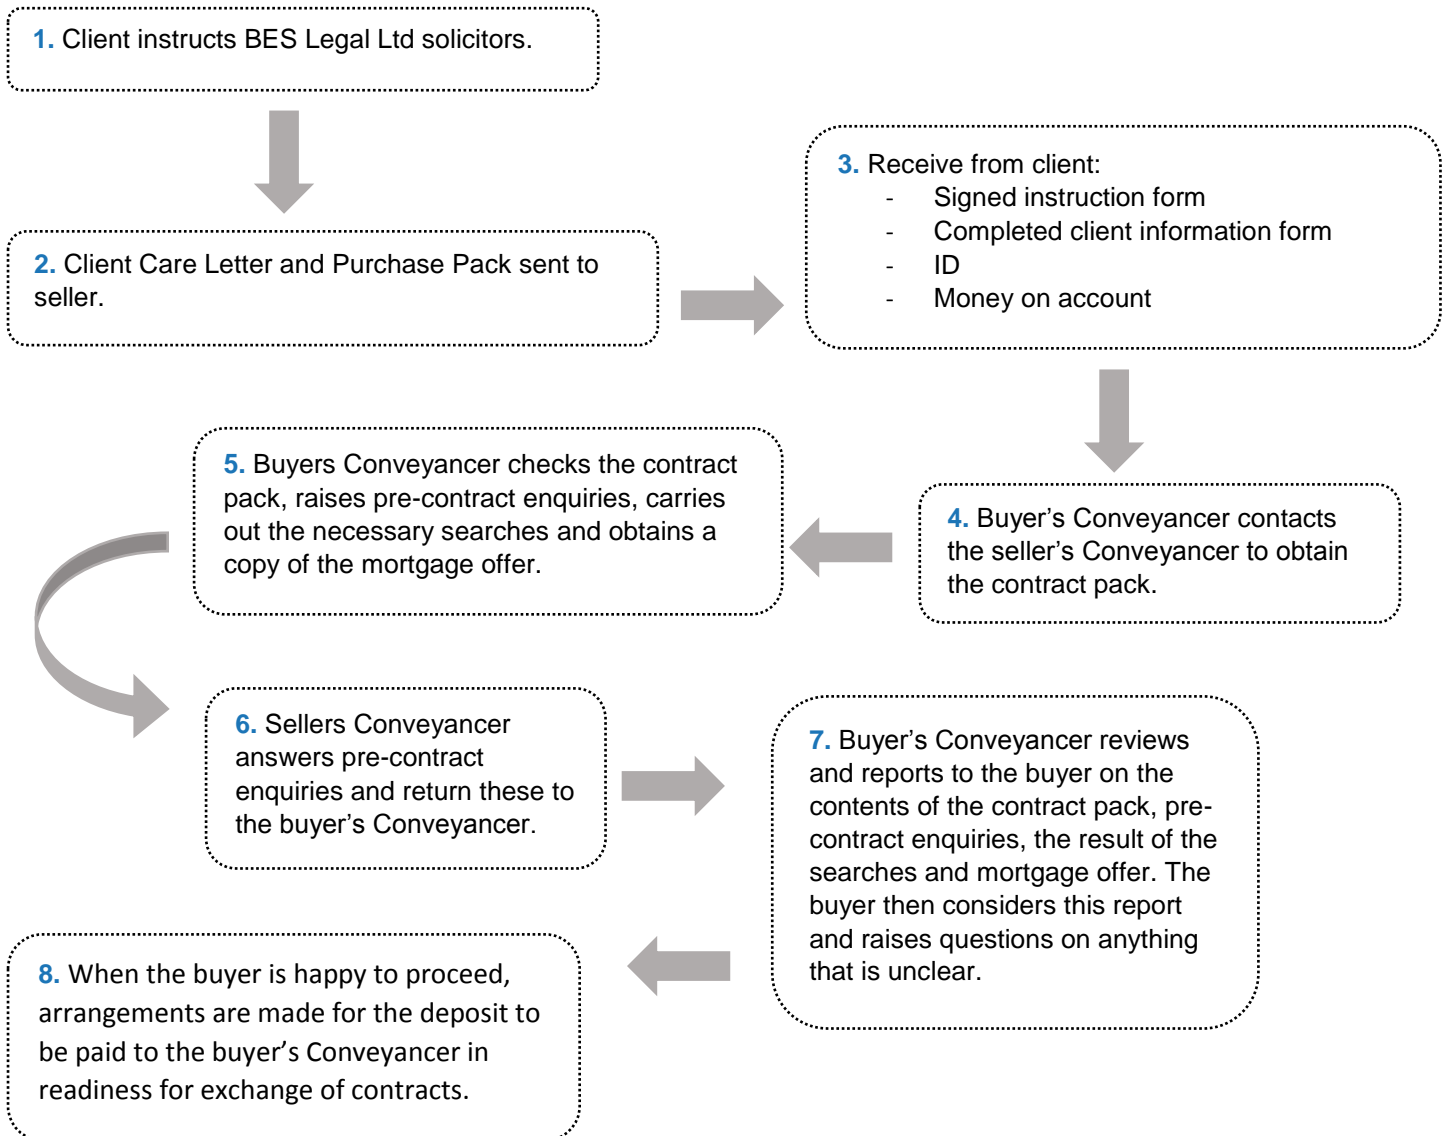 1. Client instructs BES Legal Ltd solicitors.
2. Client Care Letter and Purchase Pack sent to
seller.
3. Receive from client:
- Signed instruction form
- Completed client information form
- ID
- Money on account
4. Buyer’s Conveyancer contacts
the seller’s Conveyancer to obtain
the contract pack.
5. Buyers Conveyancer checks the contract
pack, raises pre-contract enquiries, carries
out the necessary searches and obtains a
copy of the mortgage offer.
6. Sellers Conveyancer
answers pre-contract
enquiries and return these to
the buyer’s Conveyancer.
7. Buyer’s Conveyancer reviews
and reports to the buyer on the
contents of the contract pack, pre-
contract enquiries, the result of the
searches and mortgage offer. The
buyer then considers this report
and raises questions on anything
that is unclear.
8. When the buyer is happy to proceed,
arrangements are made for the deposit to
be paid to the buyer’s Conveyancer in
readiness for exchange of contracts.